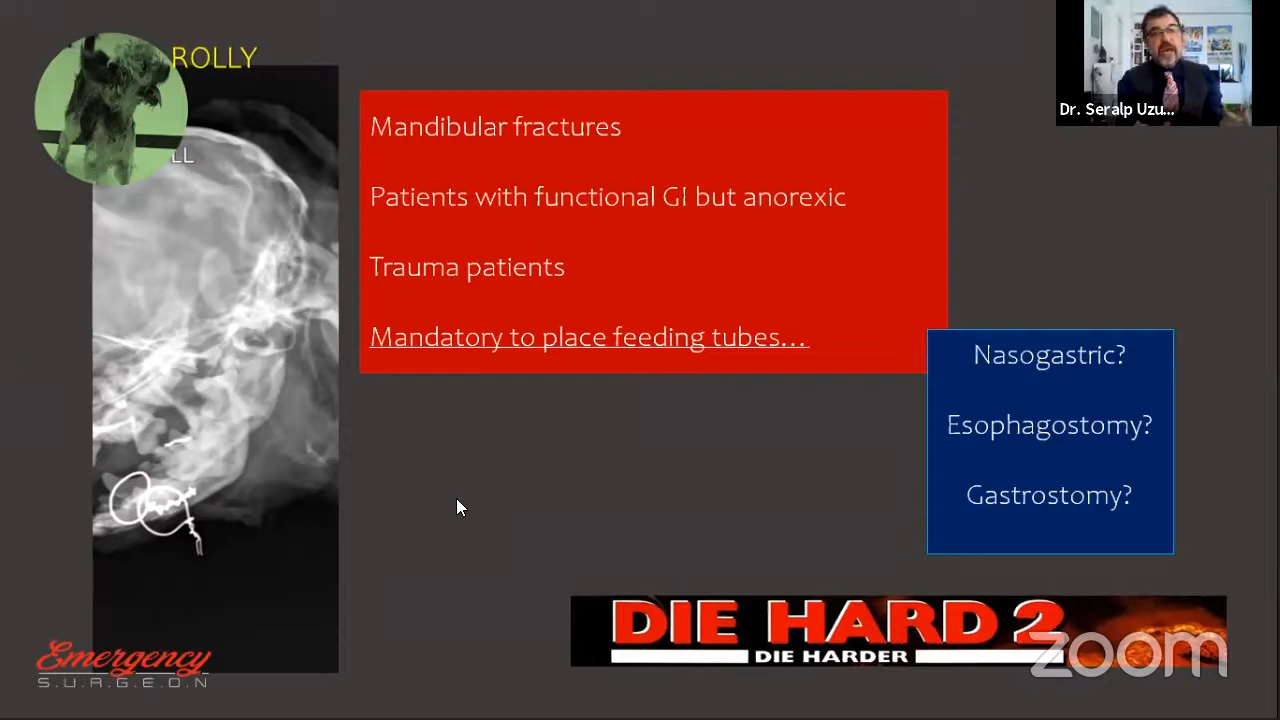 ROLLY
LL
Mandibular fractures
Patients with functional GI but anorexic
Trauma patients
Mandatory to place feeding tubes...
Nasogastric?
Esophagostomy?
Gastrostomy?
Dr. Seralp Uzu...
DIE HARD 2
DIE HARDER
zoom
Emergency
S.U.R.G.E.O.N